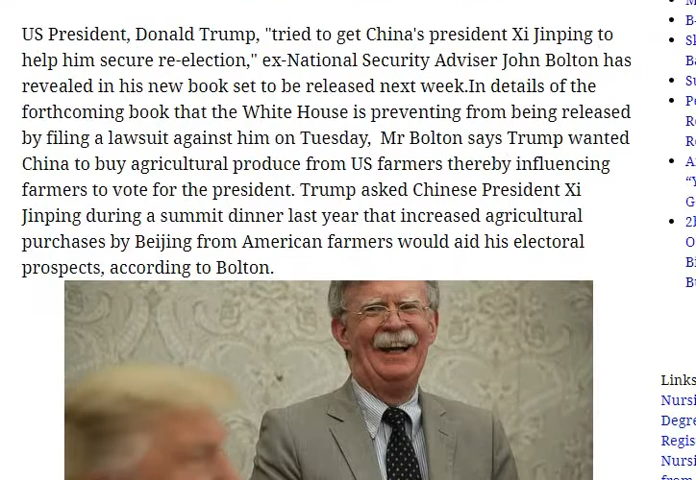 US President, Donald Trump, "tried to get China's president Xi Jinping to
help him secure re-election," ex-National Security Adviser John Bolton has
revealed in his new book set to be released next week.In details of the
forthcoming book that the White House is preventing from being released
by filing a lawsuit against him on Tuesday,  Mr Bolton says Trump wanted
China to buy agricultural produce from US farmers thereby influencing
farmers to vote for the president. Trump asked Chinese President Xi
Jinping during a summit dinner last year that increased agricultural
purchases by Beijing from American farmers would aid his electoral
prospects, according to Bolton.
Links